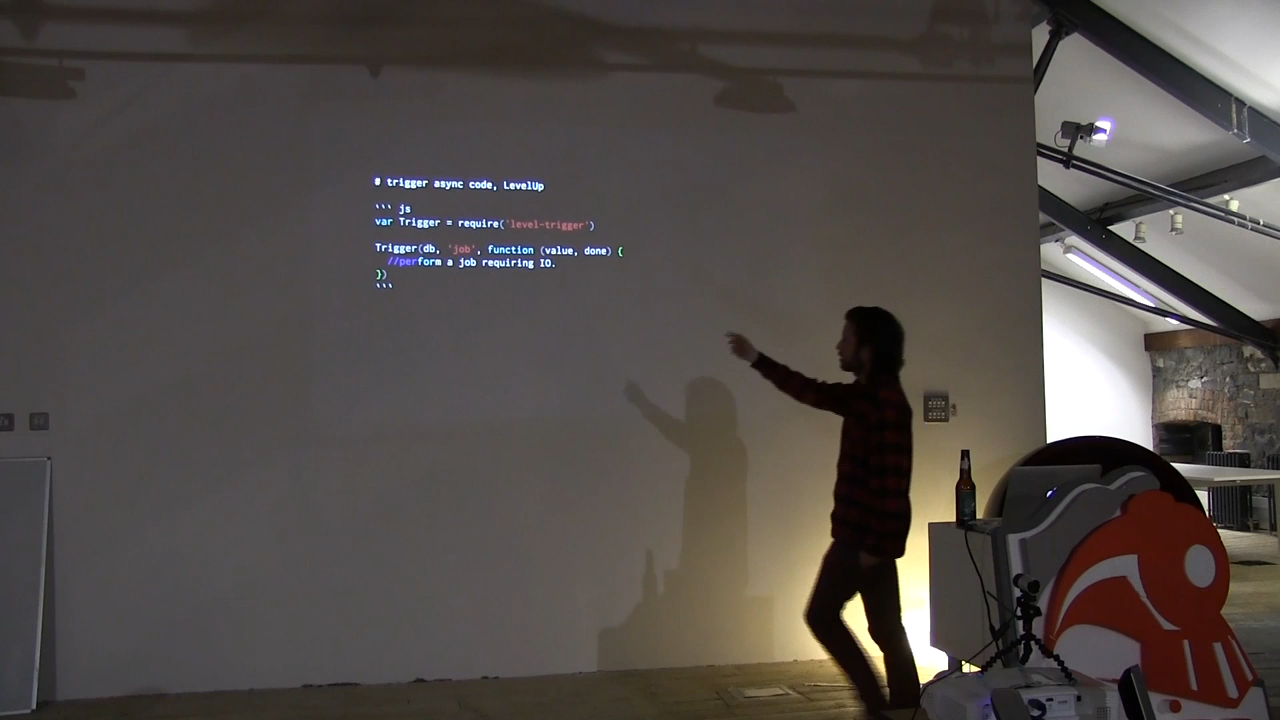 # trigger async code, LevelUp
``` js
var Trigger = require('level-trigger')
Trigger(db, 'job', function (value, done) {
//perform a job requiring IO.
})
```